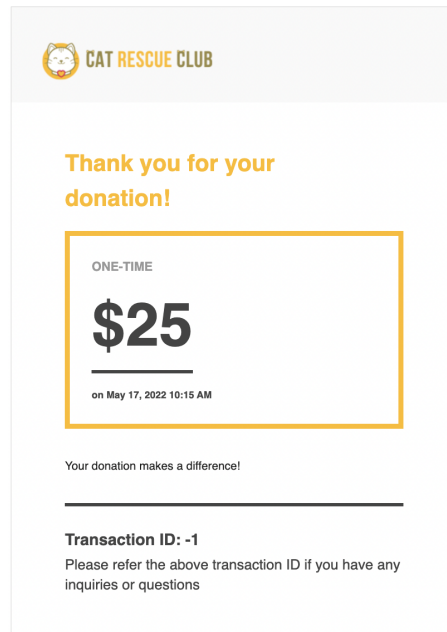 CAT RESCUE CLUB
Thank you for your
donation!
ONE-TIME
$25
on May 17, 2022 10:15 AM
Your donation makes a difference!
Transaction ID: -1
Please refer the above transaction ID if you have any
inquiries or questions